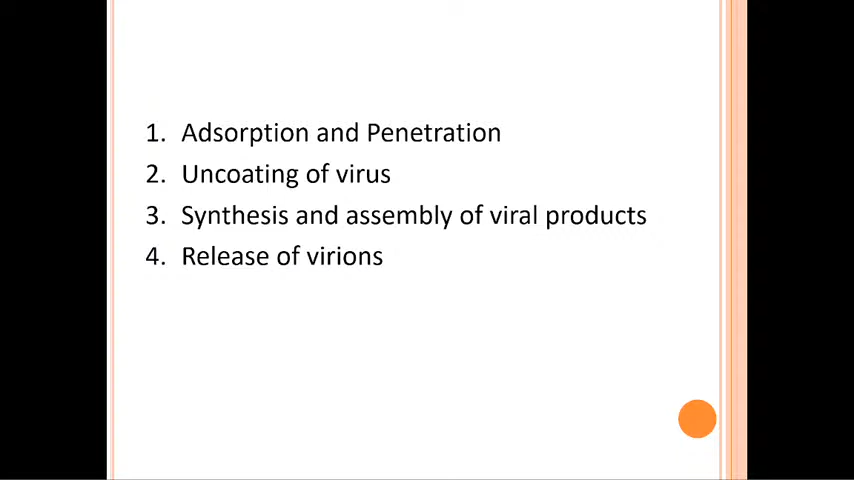 1. Adsorption and Penetration
2. Uncoating of virus
3. Synthesis and assembly of viral products
4. Release of virions